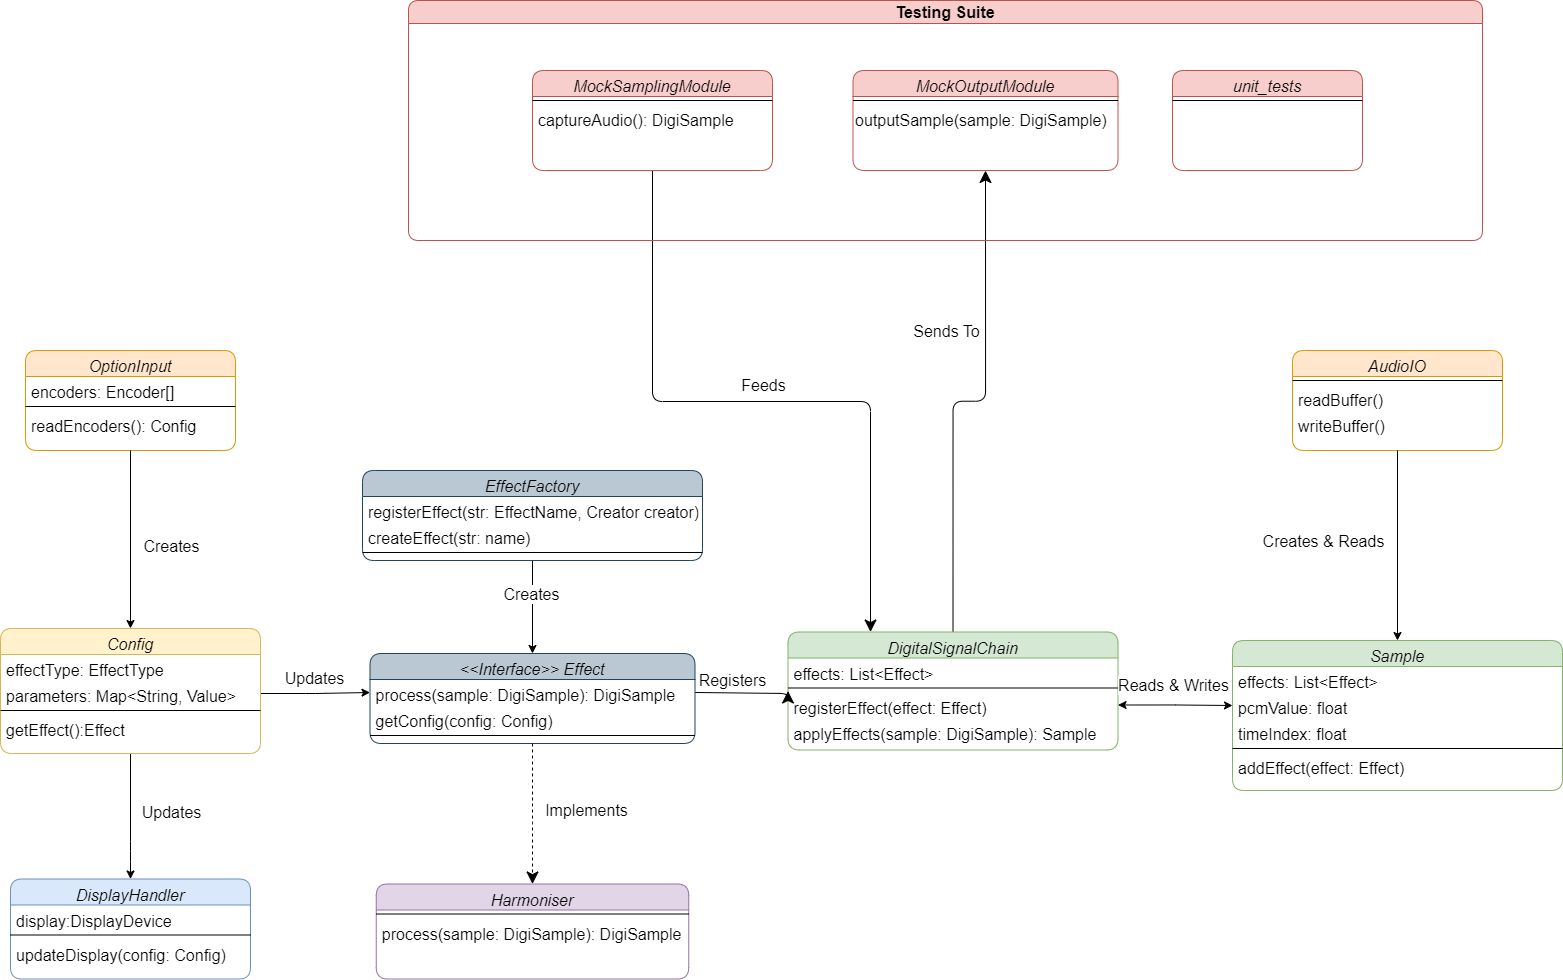 Testing Suite
MockSamplingModule
captureAudio(): DigiSample
MockOutputModule
outputSample(sample: DigiSample)
unit_tests
Sends To
Feeds
OptionInput
encoders: Encoder[]
readEncoders(): Config
AudioIO
readBuffer()
writeBuffer()
EffectFactory
registerEffect(str: EffectName, Creator creator)
createEffect(str: name)
Creates
Creates
Creates & Reads
Config
effectType: EffectType
parameters: Map<String, Value>
getEffect():Effect
Updates
<<Interface>> Effect
process(sample: DigiSample): DigiSample
getConfig(config: Config)
Registers
DigitalSignalChain
effects: List<Effect>
registerEffect(effect: Effect)
applyEffects(sample: DigiSample): Sample
Reads & Writes
Sample
effects: List<Effect>
pcmValue: float
timeIndex: float
addEffect(effect: Effect)
Updates
Implements
DisplayHandler
display:DisplayDevice
updateDisplay(config: Config)
Harmoniser
process(sample: DigiSample): DigiSample